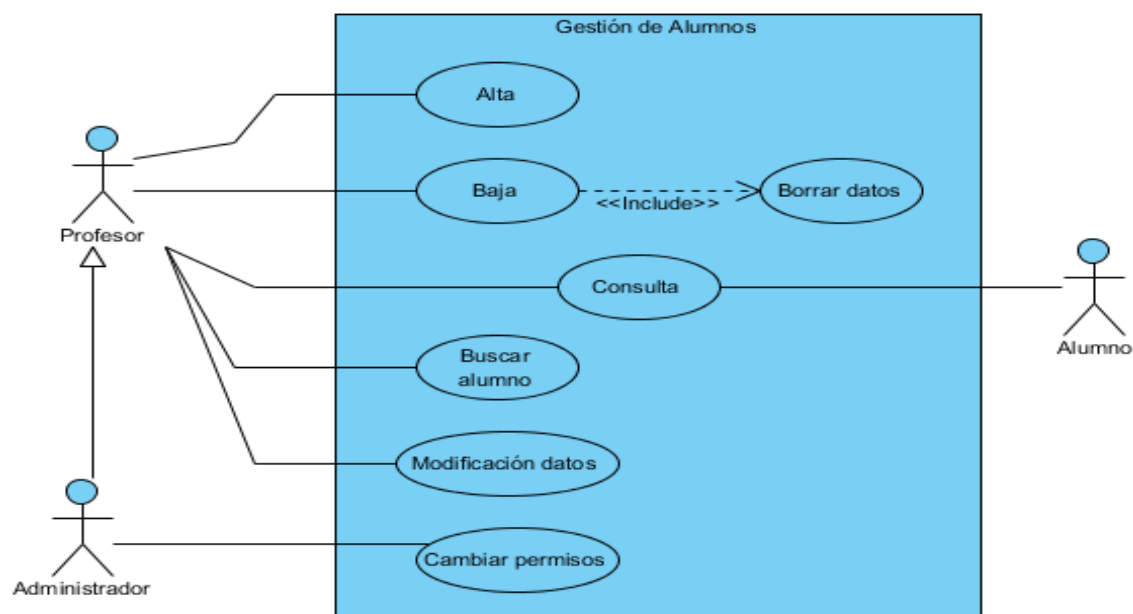 Gestión de Alumnos
Alta
Profesor
Baja
<<Include>>
Borrar datos
Consulta
Alumno
Buscar
alumno
Modificación datos
Administrador
Cambiar permisos